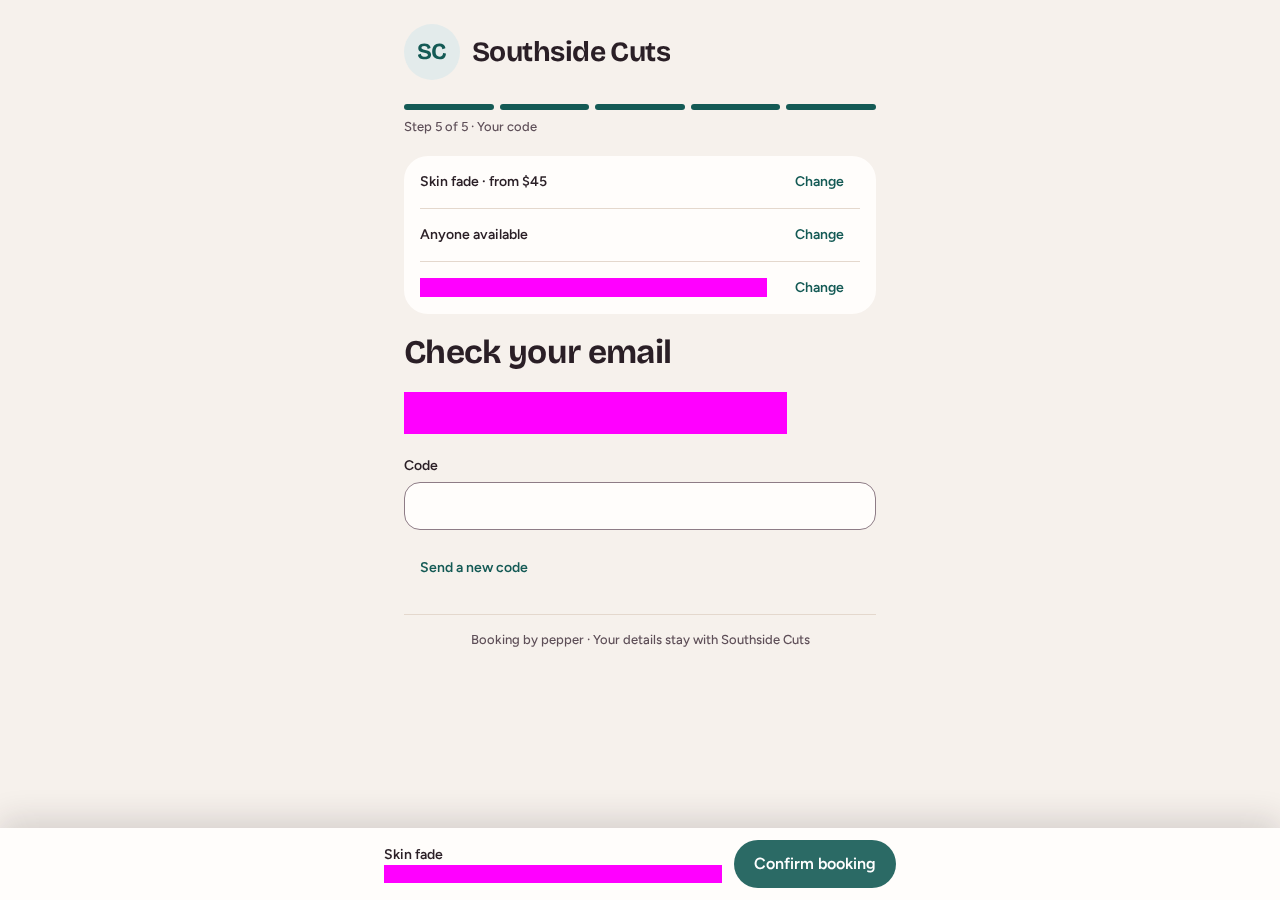 SC
Southside Cuts
Step 5 of 5 · Your code
Skin fade · from $45
Change
Anyone available
Change
Change
Check your email
Code
Send a new code
Booking by pepper · Your details stay with Southside Cuts
Skin fade
Confirm booking